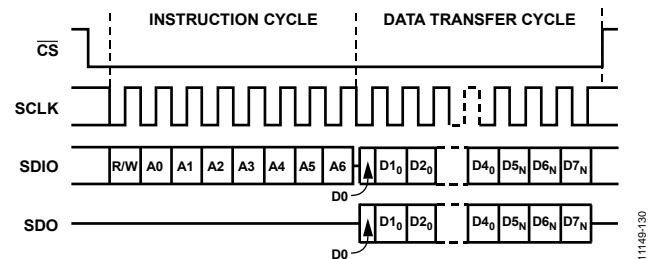 INSTRUCTION CYCLE DATA TRANSFER CYCLE
CS
SCLK
SDIO R/W A0 A1 A2 A3 A4 A5 A6 D1₀ D2₀ D4₀ D5N D6N D7N
D0
SDO D1₀ D2₀ D4₀ D5N D6N D7N
D0
11149-130